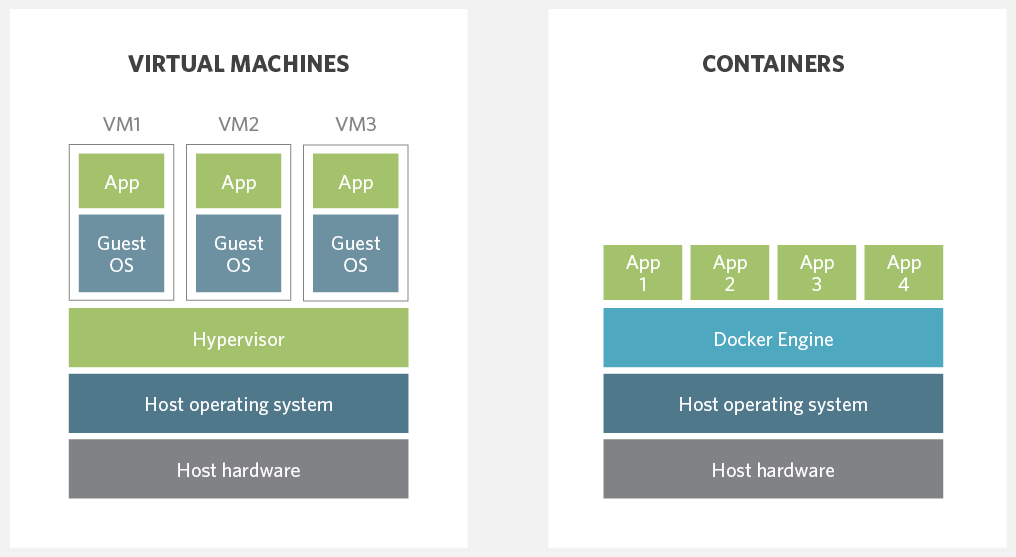 VIRTUAL MACHINES
VM1
VM2
VM3
App
App
App
Guest
OS
Guest
OS
Guest
OS
Hypervisor
Host operating system
Host hardware
CONTAINERS
App
1
App
2
App
3
App
4
Docker Engine
Host operating system
Host hardware